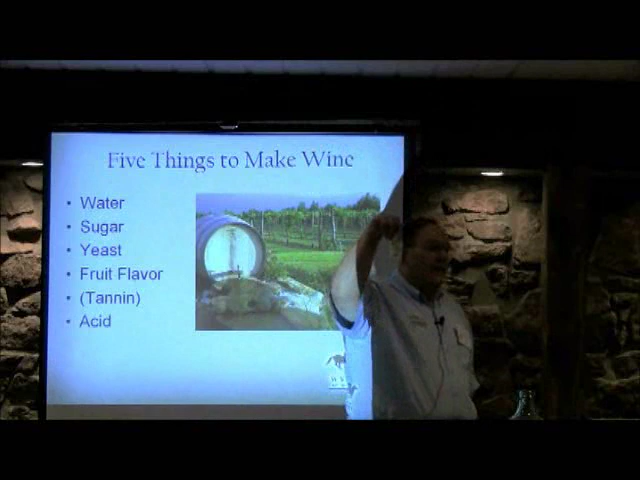 Five Things to Make Wine
• Water
• Sugar
• Yeast
• Fruit Flavor
• (Tannin)
• Acid